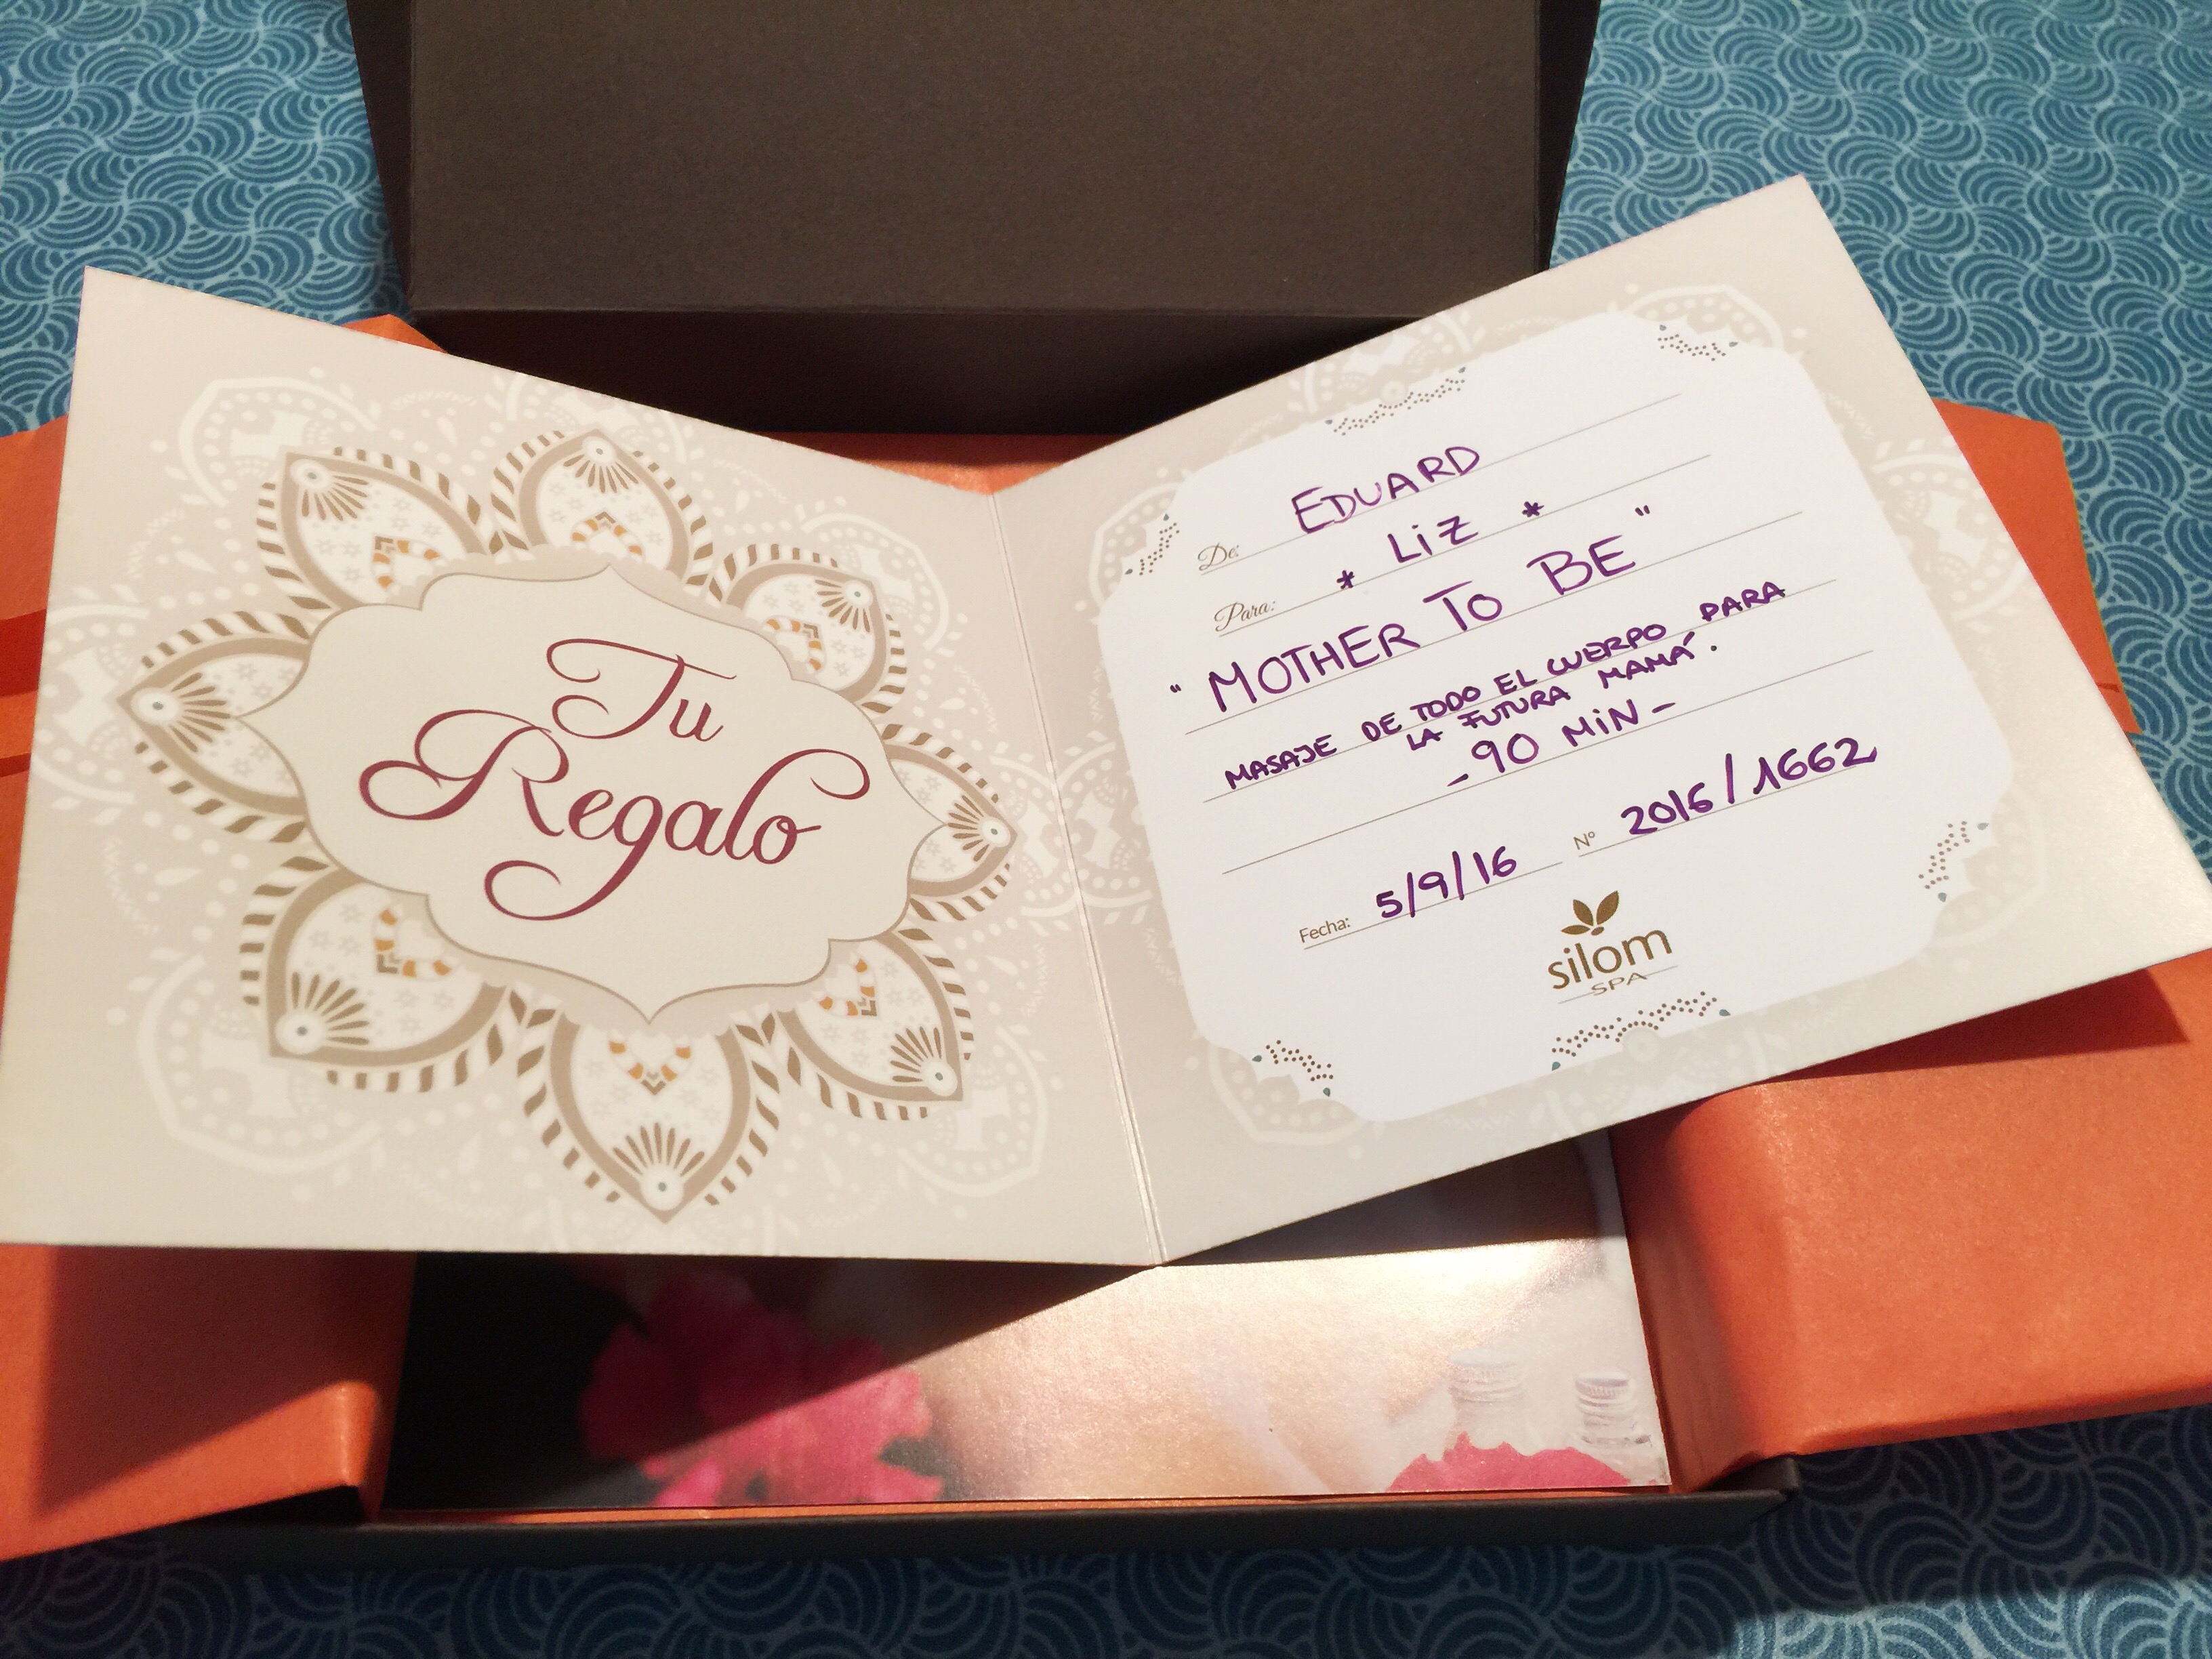 Tu
Regalo
De: EDUARD
Para: * Liz *
"MOTHER TO BE"
MASAJE DE TODO EL CUERPO PARA
LA FUTURA MAMÁ.
-90 MiN-
Fecha: 5/9/16 Nº 2016/1662
silom
SPA